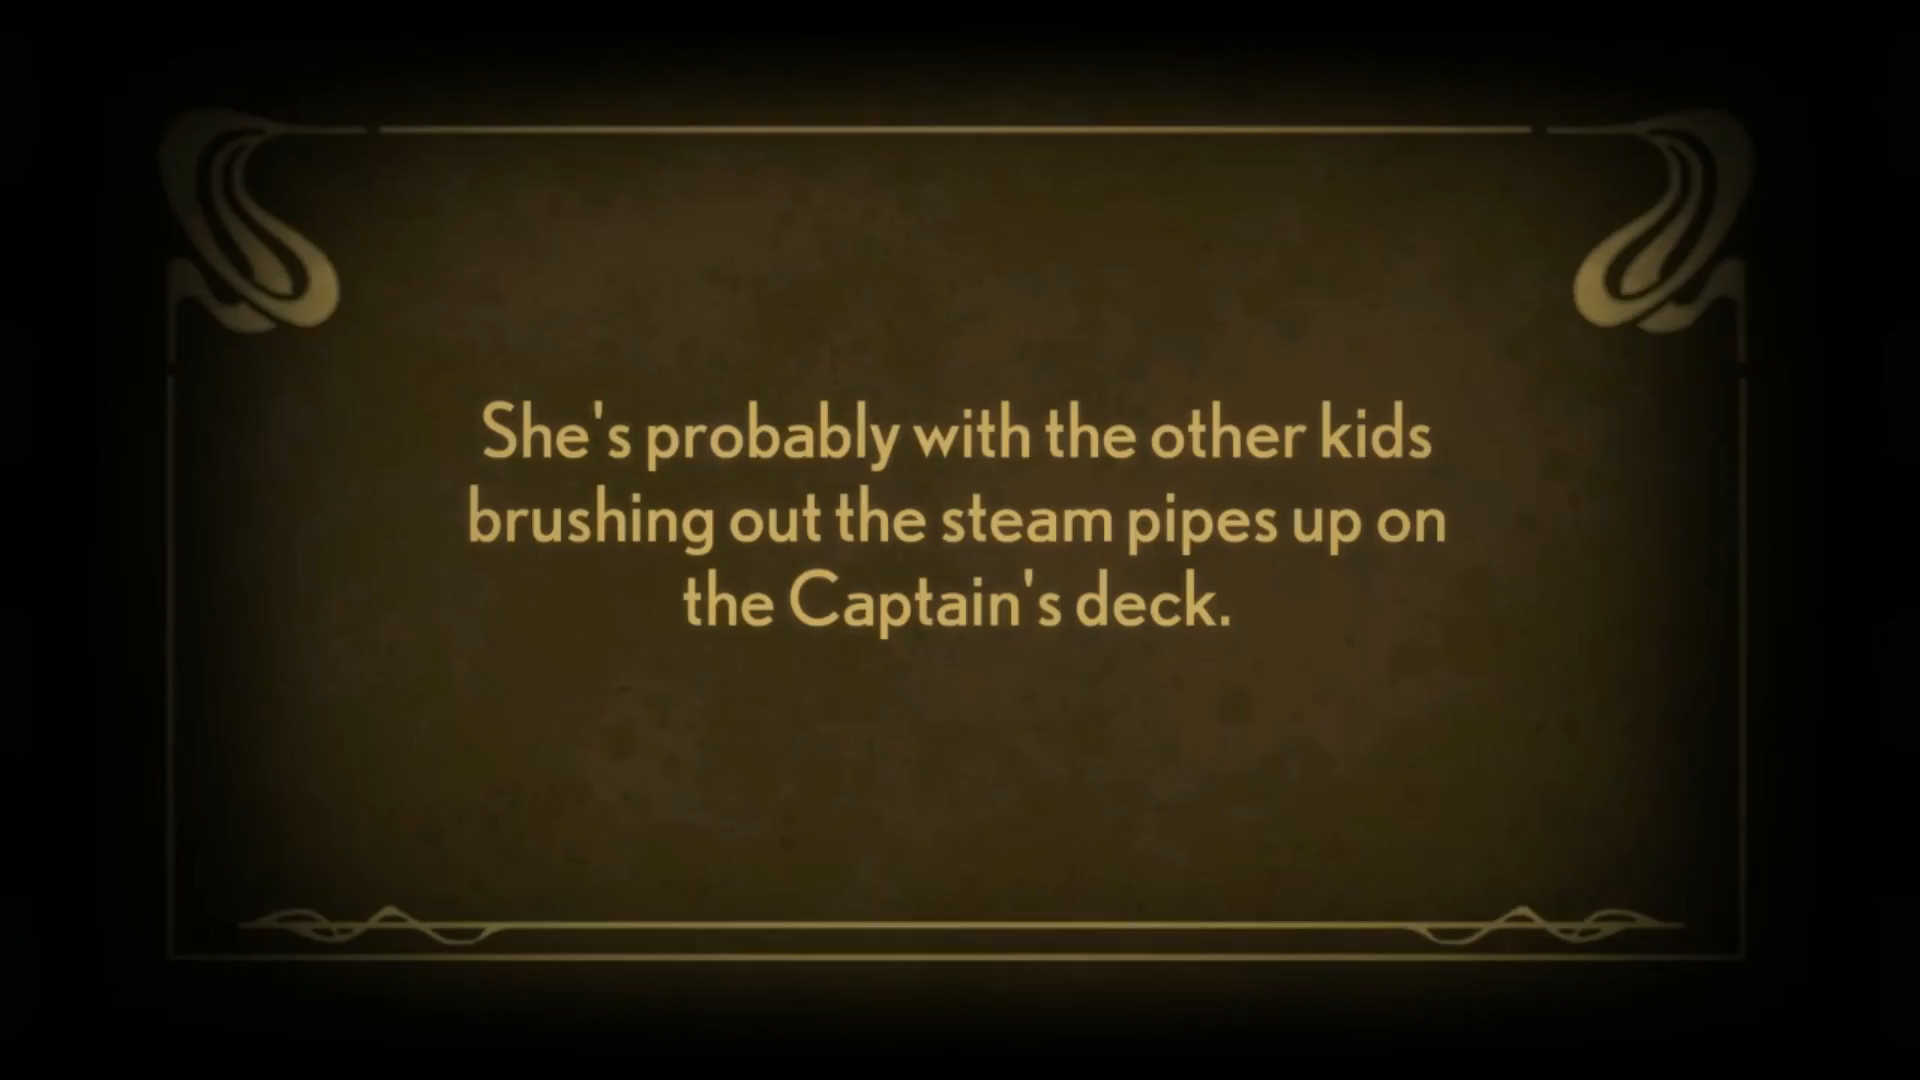 She's probably with the other kids
brushing out the steam pipes up on
the Captain's deck.